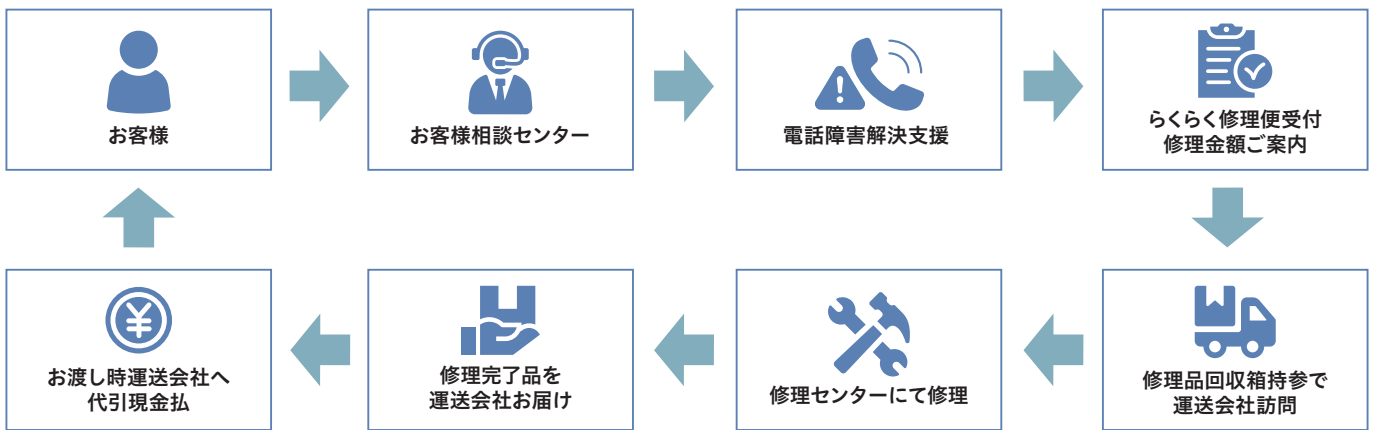 お客様
お客様相談センター
電話障害解決支援
らくらく修理便受付
修理金額ご案内
修理品回収箱持参で
運送会社訪問
修理センターにて修理
修理完了品を
運送会社お届け
お渡し時運送会社へ
代引現金払